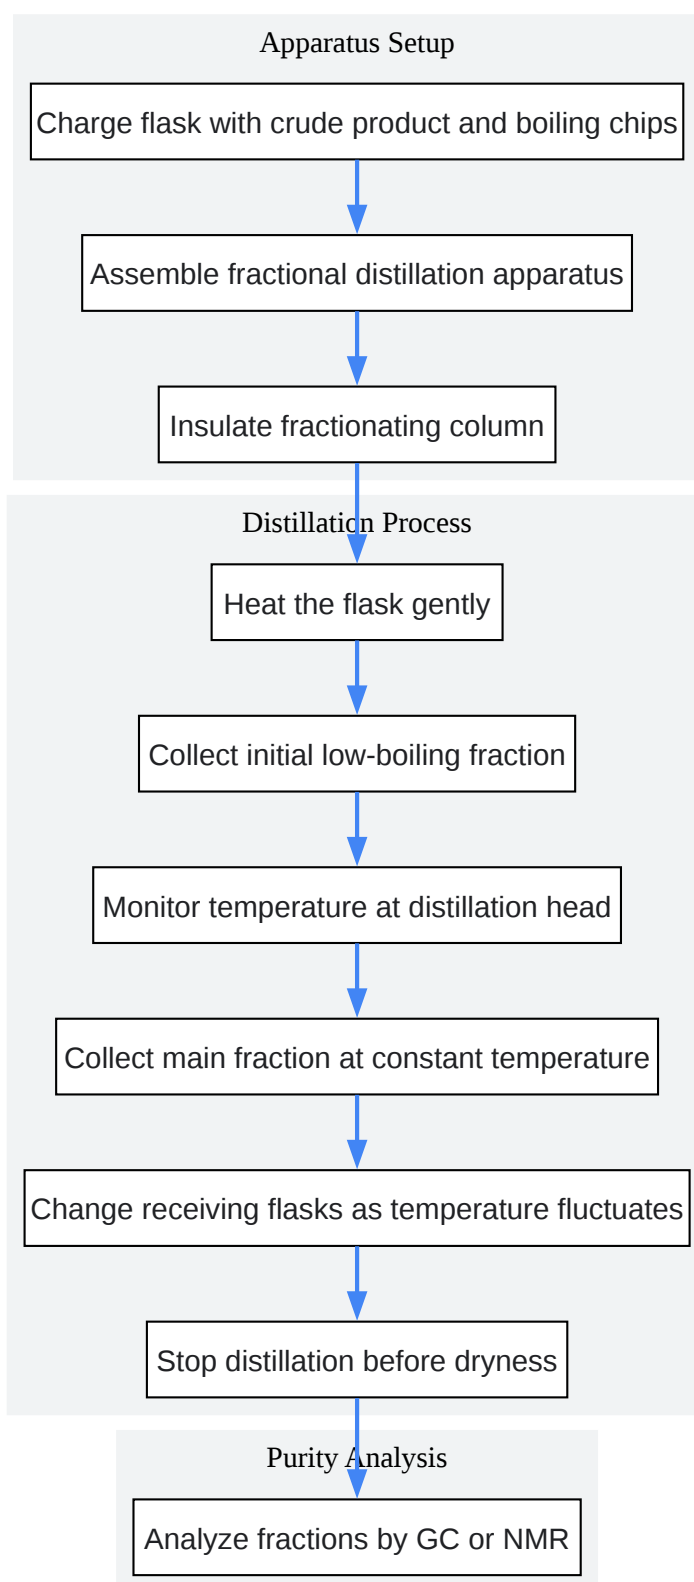 Apparatus Setup
Charge flask with crude product and boiling chips
Assemble fractional distillation apparatus
Insulate fractionating column
Distillation Process
Heat the flask gently
Collect initial low-boiling fraction
Monitor temperature at distillation head
Collect main fraction at constant temperature
Change receiving flasks as temperature fluctuates
Stop distillation before dryness
Purity Analysis
Analyze fractions by GC or NMR